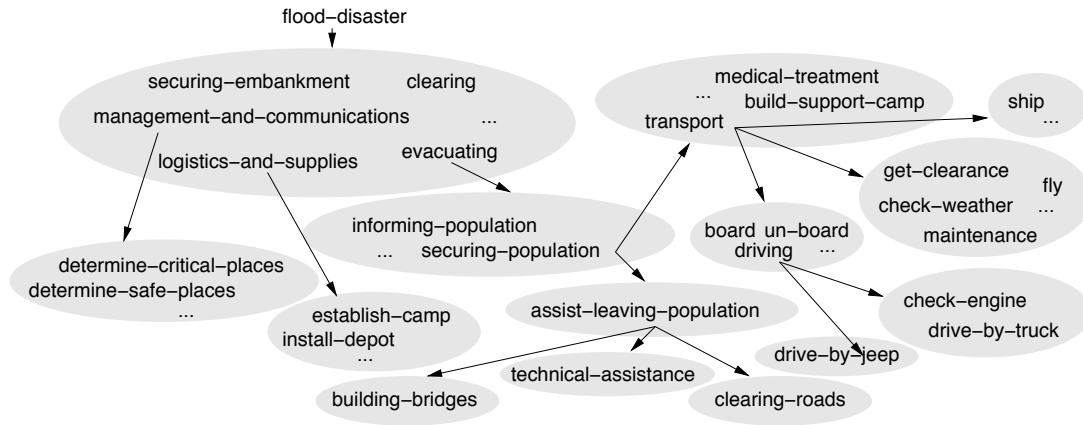 flood–disaster
securing–embankment clearing
management–and–communications ...
logistics–and–supplies evacuating
medical–treatment
... build–support–camp
transport
ship
...
get–clearance fly
check–weather ...
maintenance
informing–population
... securing–population
board un–board
driving ...
determine–critical–places
determine–safe–places
...
establish–camp
install–depot
...
assist–leaving–population
check–engine
drive–by–truck
drive–by–jeep
technical–assistance
building–bridges
clearing–roads